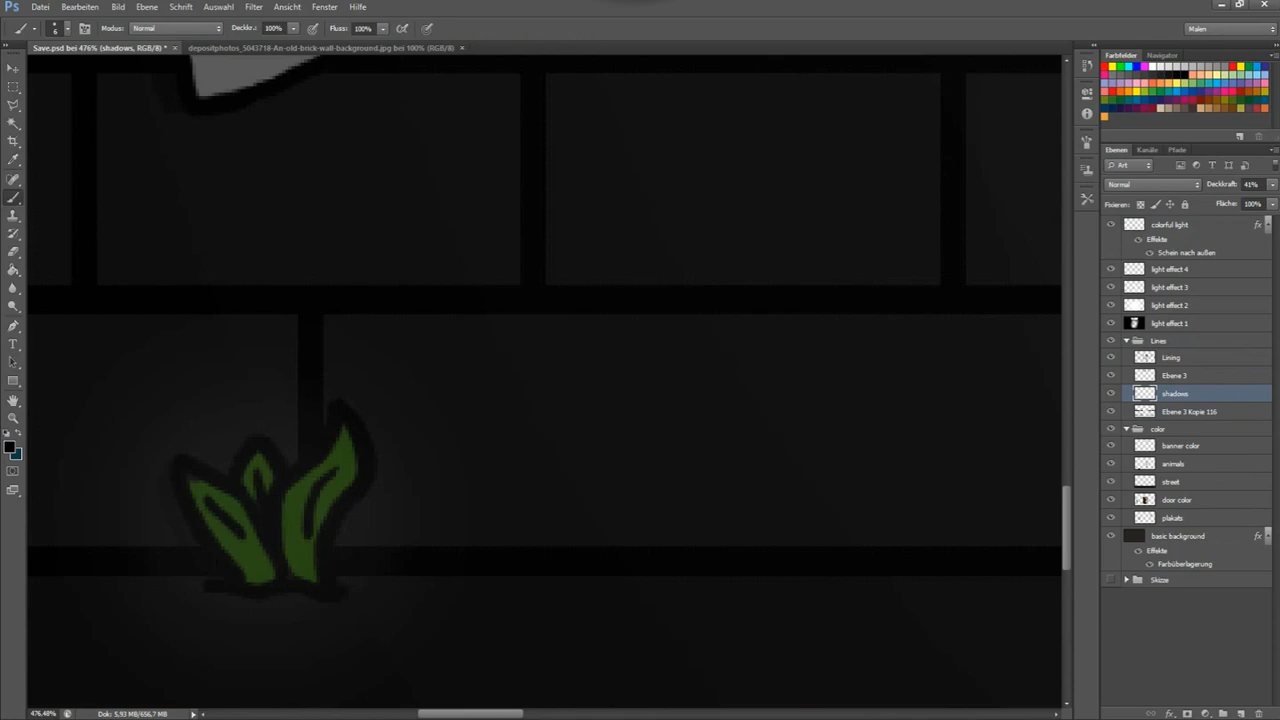 Ps Datei Bearbeiten Bild Ebene Schrift Auswahl Filter Ansicht Fenster Hilfe
6 Modus: Normal Deckkr.: 100% Fluss: 100% Malen
Save.psd bei 476% (shadows, RGB/8) * × depositphotos_5043718-An-old-brick-wall-background.jpg bei 100% (RGB/8) ×
Farbfelder Navigator
Ebenen Kanäle Pfade
Art
Normal Deckkraft: 41%
Fixieren: Fläche: 100%
colorful light fx
Effekte
Schein nach außen
light effect 4
light effect 3
light effect 2
light effect 1
Lines
Lining
Ebene 3
shadows
Ebene 3 Kopie 116
color
banner color
animals
street
door color
plakats
basic background fx
Effekte
Farbüberlagerung
Skizze
476,48% Dok: 5,93 MB/656,7 MB